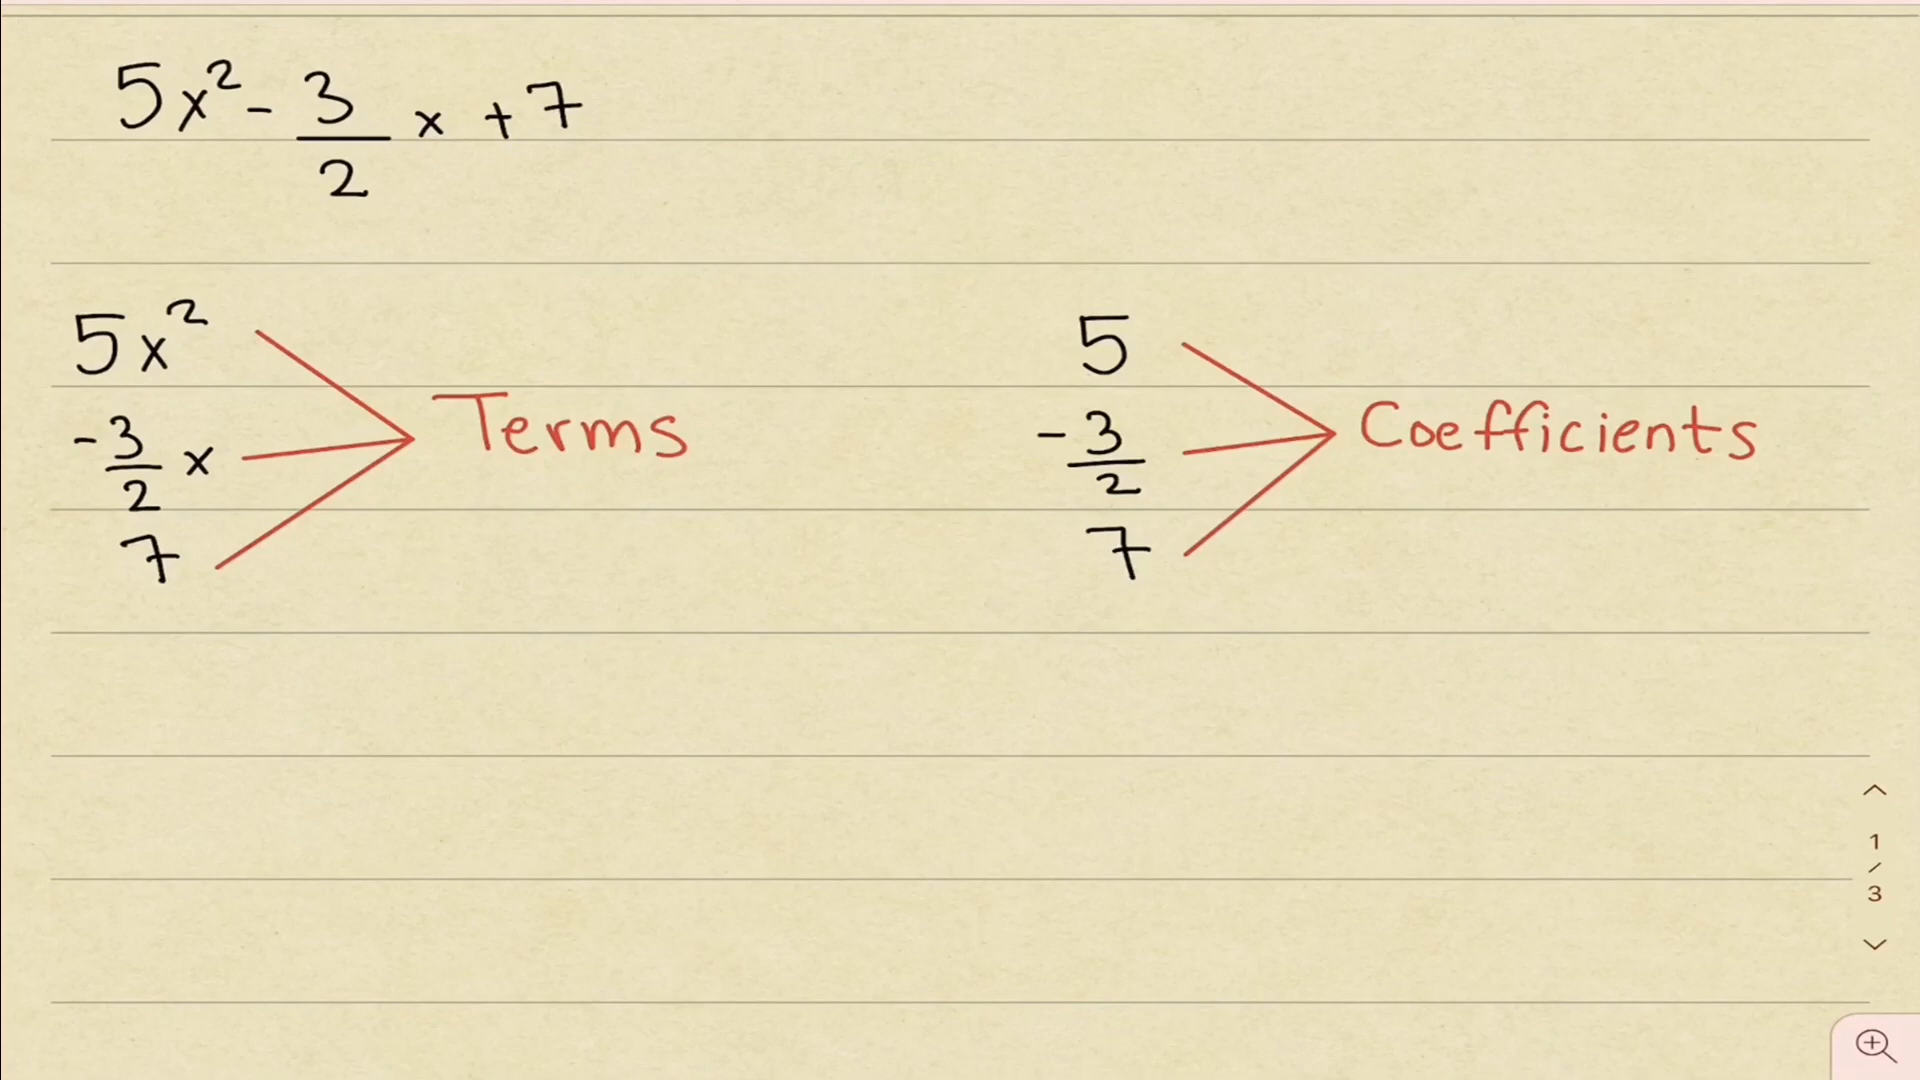 5x² - 3/2 x + 7
5x²
-3/2 x
7
Terms
5
-3/2
7
Coefficients
1
/
3